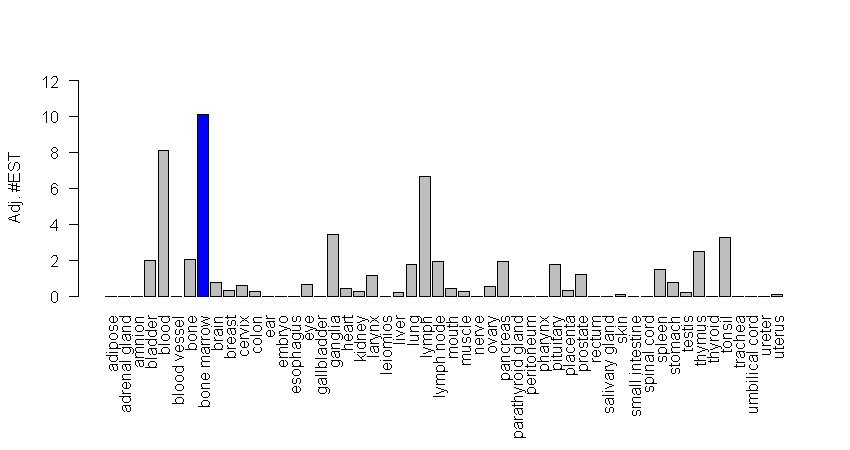 12
10
8
6
4
2
0
Adj. #EST
adipose
adrenal gland
amnion
bladder
blood
blood vessel
bone
bone marrow
brain
breast
cervix
colon
ear
embryo
esophagus
eye
gallbladder
ganglia
heart
kidney
larynx
leiomios
liver
lung
lymph
lymph node
mouth
muscle
nerve
ovary
pancreas
parathyroid gland
peritoneum
pharynx
pituitary
placenta
prostate
rectum
salivary gland
skin
small intestine
spinal cord
spleen
stomach
testis
thymus
thyroid
tonsil
trachea
umbilical cord
ureter
uterus